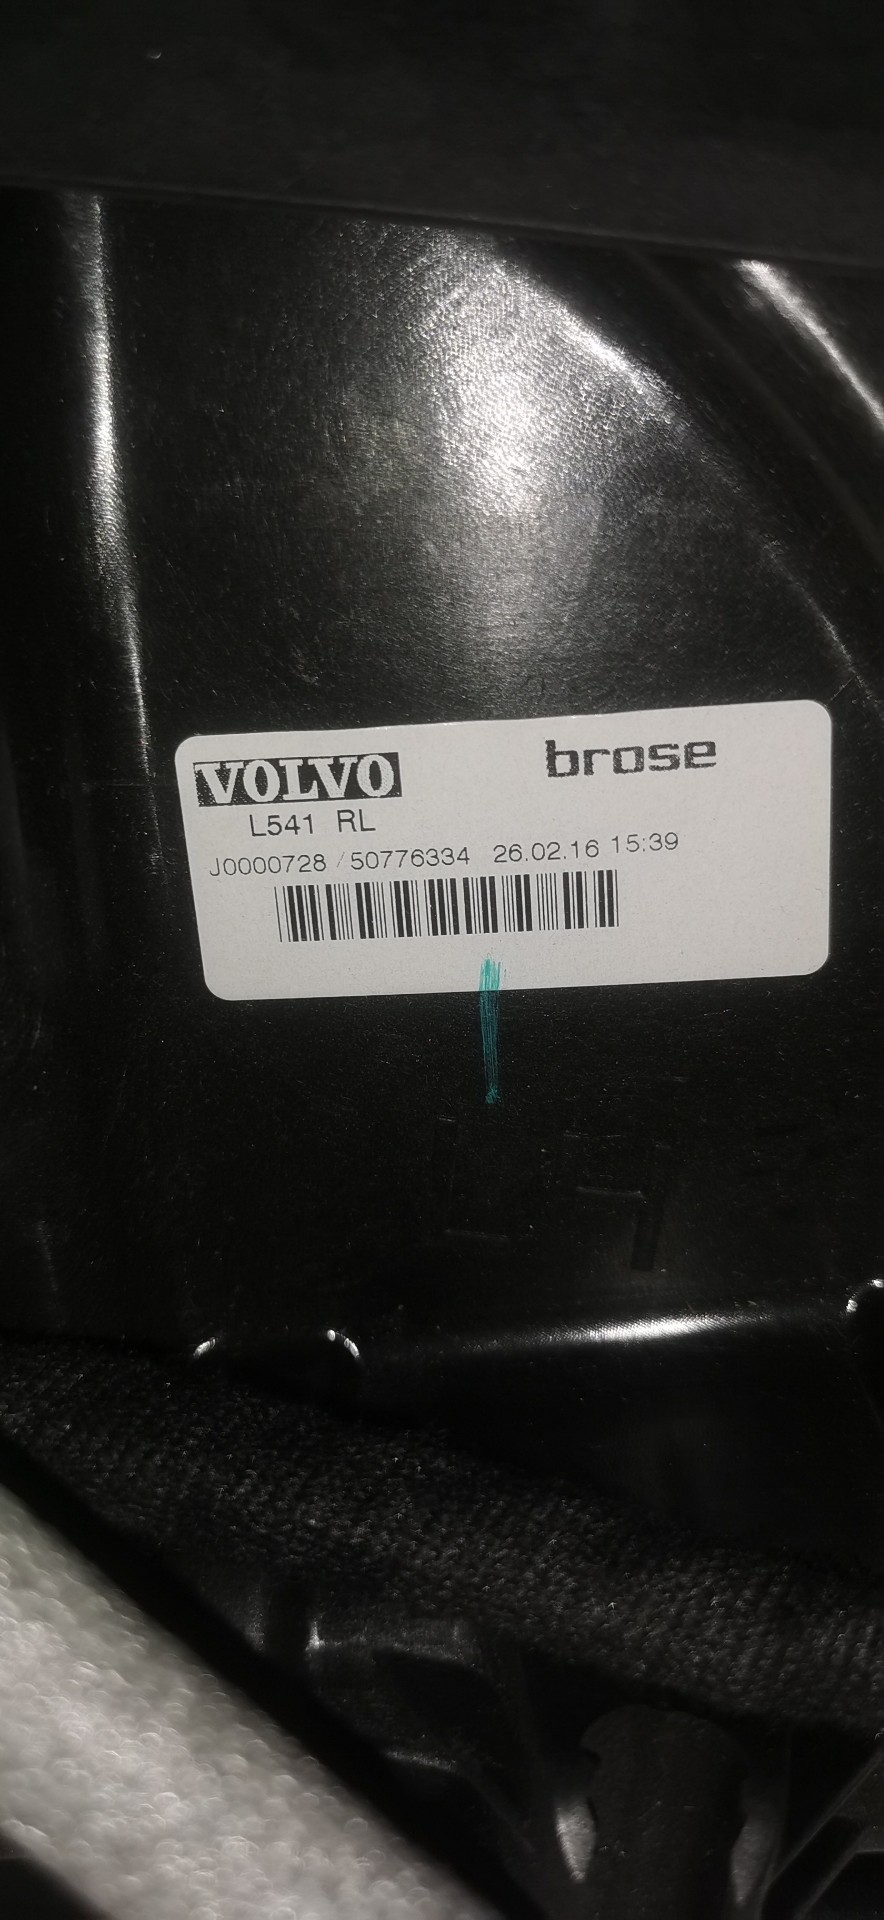 VOLVO
brose
L541 RL
J0000728 / 50776334 26.02.16 15:39